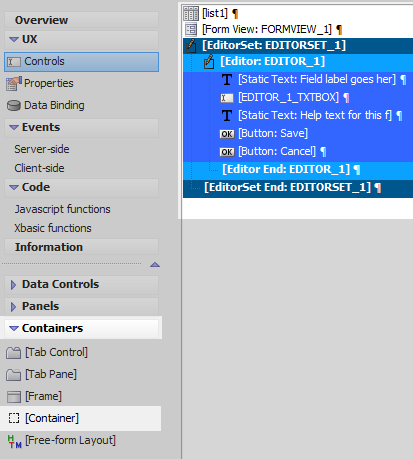 Overview
UX
Controls
Properties
Data Binding
Events
Server-side
Client-side
Code
Javascript functions
Xbasic functions
Information
Data Controls
Panels
Containers
[Tab Control]
[Tab Pane]
[Frame]
[Container]
HTM [Free-form Layout]
[list1] ¶
[Form View: FORMVIEW_1] ¶
[EditorSet: EDITORSET_1]
[Editor: EDITOR_1]
T [Static Text: Field label goes her] ¶
[EDITOR_1_TXTBOX] ¶
T [Static Text: Help text for this f] ¶
OK [Button: Save]
OK [Button: Cancel] ¶
[Editor End: EDITOR_1] ¶
[EditorSet End: EDITORSET_1] ¶